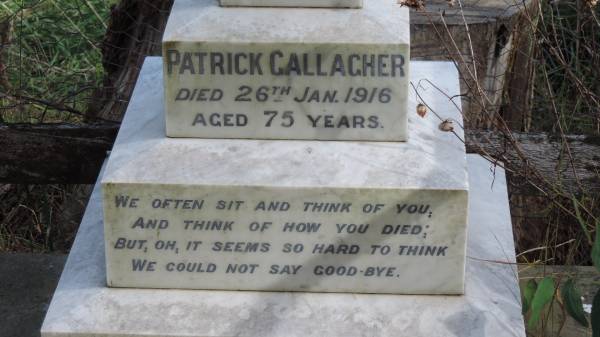 PATRICK GALLAGHER
DIED 26TH JAN. 1916
AGED 75 YEARS.
WE OFTEN SIT AND THINK OF YOU,
AND THINK OF HOW YOU DIED;
BUT, OH, IT SEEMS SO HARD TO THINK
WE COULD NOT SAY GOOD-BYE.